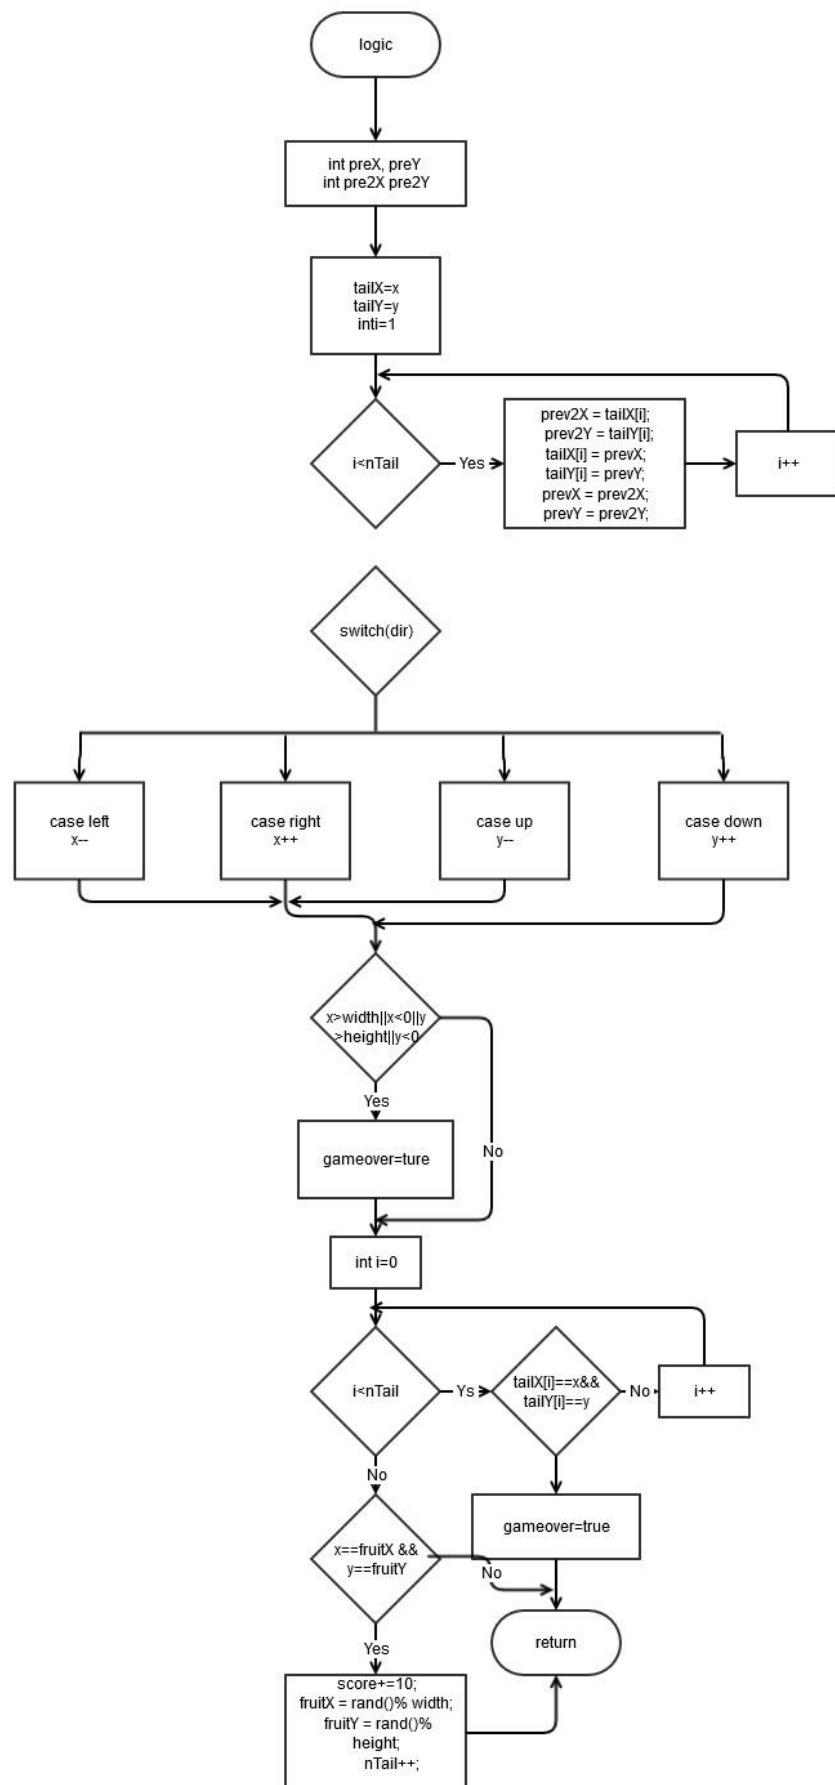 logic
int preX, preY
int pre2X pre2Y
tailX=x
tailY=y
inti=1
i<nTail
Yes
prev2X = tailX[i];
prev2Y = tailY[i];
tailX[i] = prevX;
tailY[i] = prevY;
prevX = prev2X;
prevY = prev2Y;
i++
switch(dir)
case left
x--
case right
x++
case up
y--
case down
y++
x>width||x<0||y
>height||y<0
Yes
No
gameover=ture
int i=0
i<nTail
Ys
tailX[i]==x&&
tailY[i]==y
No
i++
No
x==fruitX &&
y==fruitY
gameover=true
No
Yes
return
score+=10;
fruitX = rand()% width;
fruitY = rand()%
height;
nTail++;